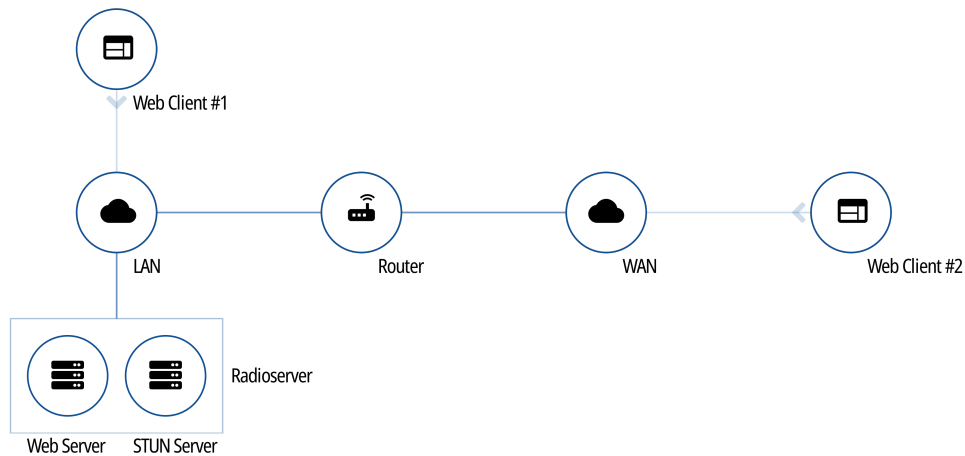 Web Client #1
LAN
Router
WAN
Web Client #2
Radioserver
Web Server
STUN Server